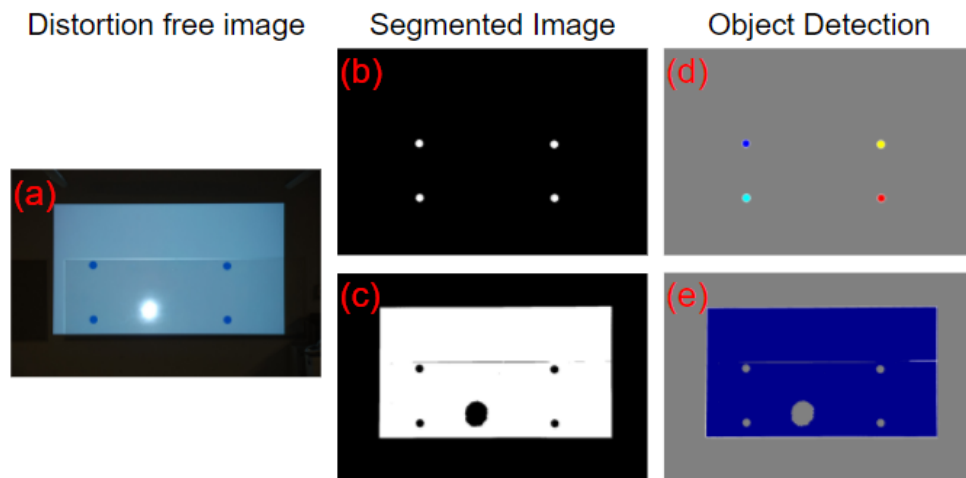 Distortion free image
Segmented Image
Object Detection
(a)
(b)
(c)
(d)
(e)